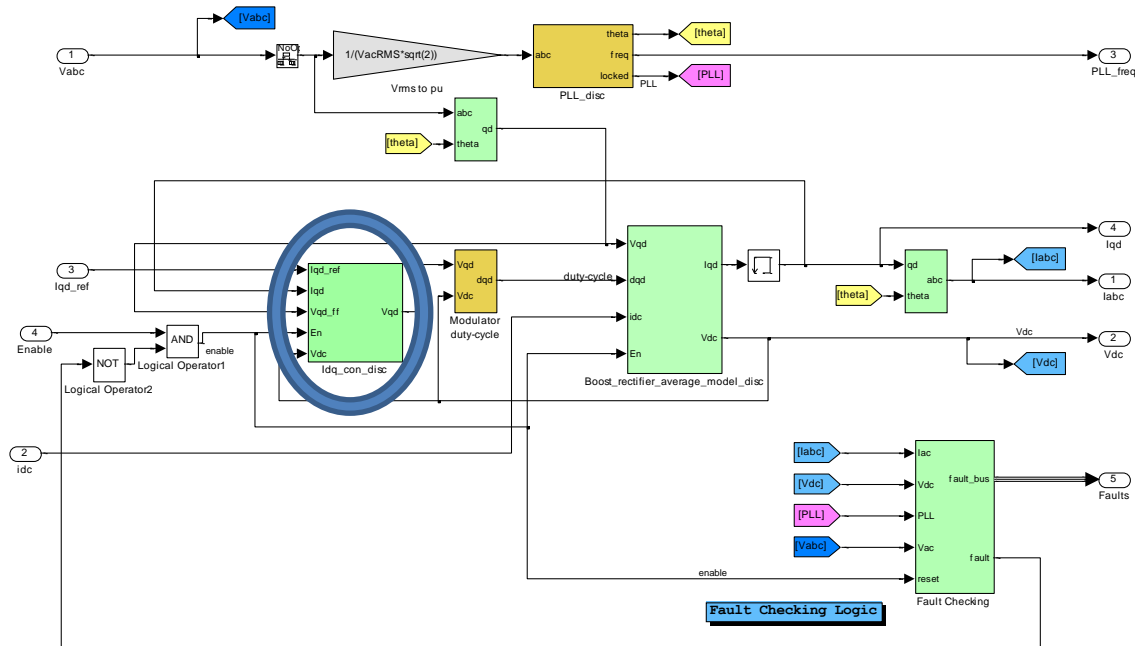 [Vabc]
1
Vabc
1/(VacRMS*sqrt(2))
Vrms to pu
abc
theta
freq
locked
PLL_disc
[theta]
PLL
[PLL]
3
PLL_freq
abc
theta
qd
[theta]
3
Iqd_ref
4
Enable
NOT
Logical Operator2
AND
Logical Operator1
enable
Iqd_ref
Iqd
Vqd_ff
En
Vdc
Vqd
Idq_con_disc
Vqd
Vdc
dqd
Modulator
duty-cycle
duty-cycle
Vqd
dqd
idc
En
Iqd
Vdc
Boost_rectifier_average_model_disc
qd
theta
abc
[theta]
[Iabc]
4
Iqd
1
Iabc
Vdc
2
Vdc
[Vdc]
2
idc
[Iabc]
[Vdc]
[PLL]
[Vabc]
Iac
Vdc
PLL
Vac
reset
fault_bus
fault
Fault Checking
5
Faults
enable
Fault Checking Logic